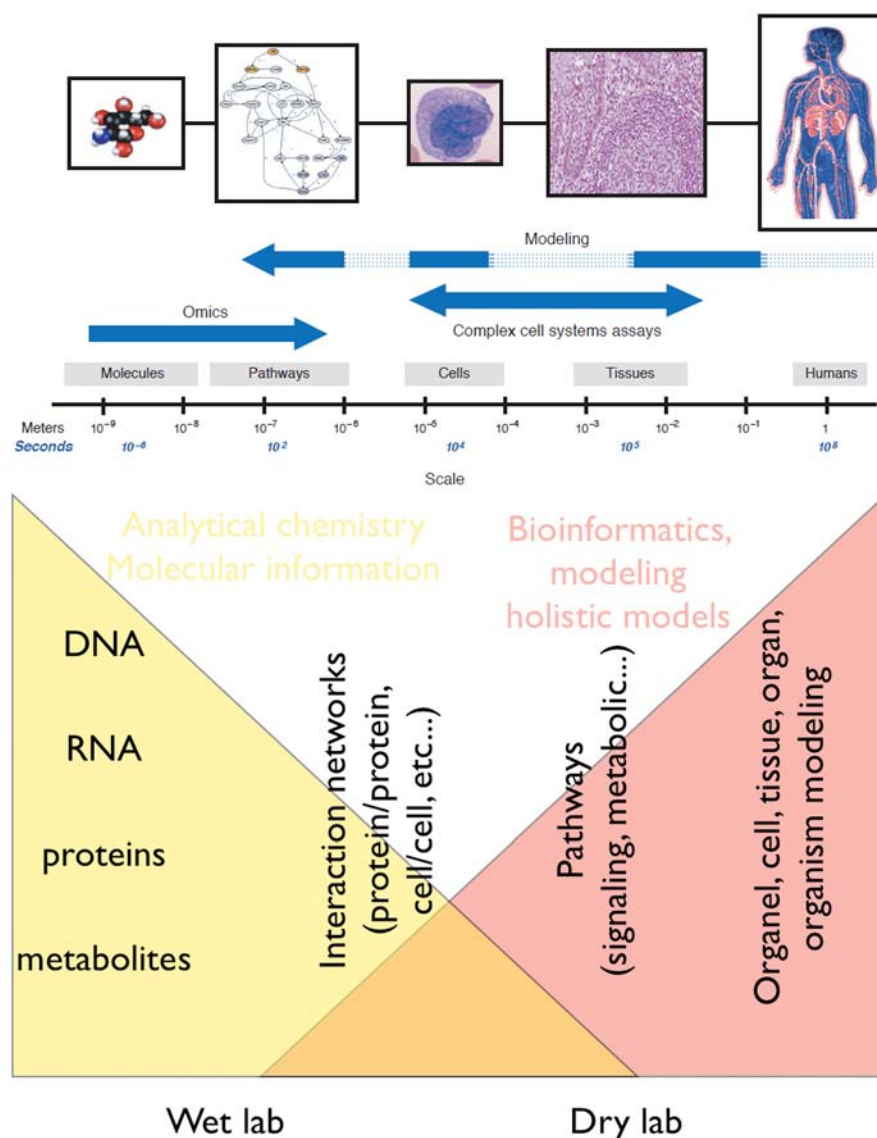 Modeling
Omics
Complex cell systems assays
Molecules Pathways Cells Tissues Humans
Meters 10⁻⁹ 10⁻⁸ 10⁻⁷ 10⁻⁶ 10⁻⁵ 10⁻⁴ 10⁻³ 10⁻² 10⁻¹ 1
Seconds 10⁻⁶ 10² 10⁴ 10⁵ 10⁸
Scale
Analytical chemistry
Molecular information
Bioinformatics,
modeling
holistic models
DNA
RNA
proteins
metabolites
Interaction networks
(protein/protein,
cell/cell, etc...)
Pathways
(signaling, metabolic...)
Organel, cell, tissue, organ,
organism modeling
Wet lab
Dry lab